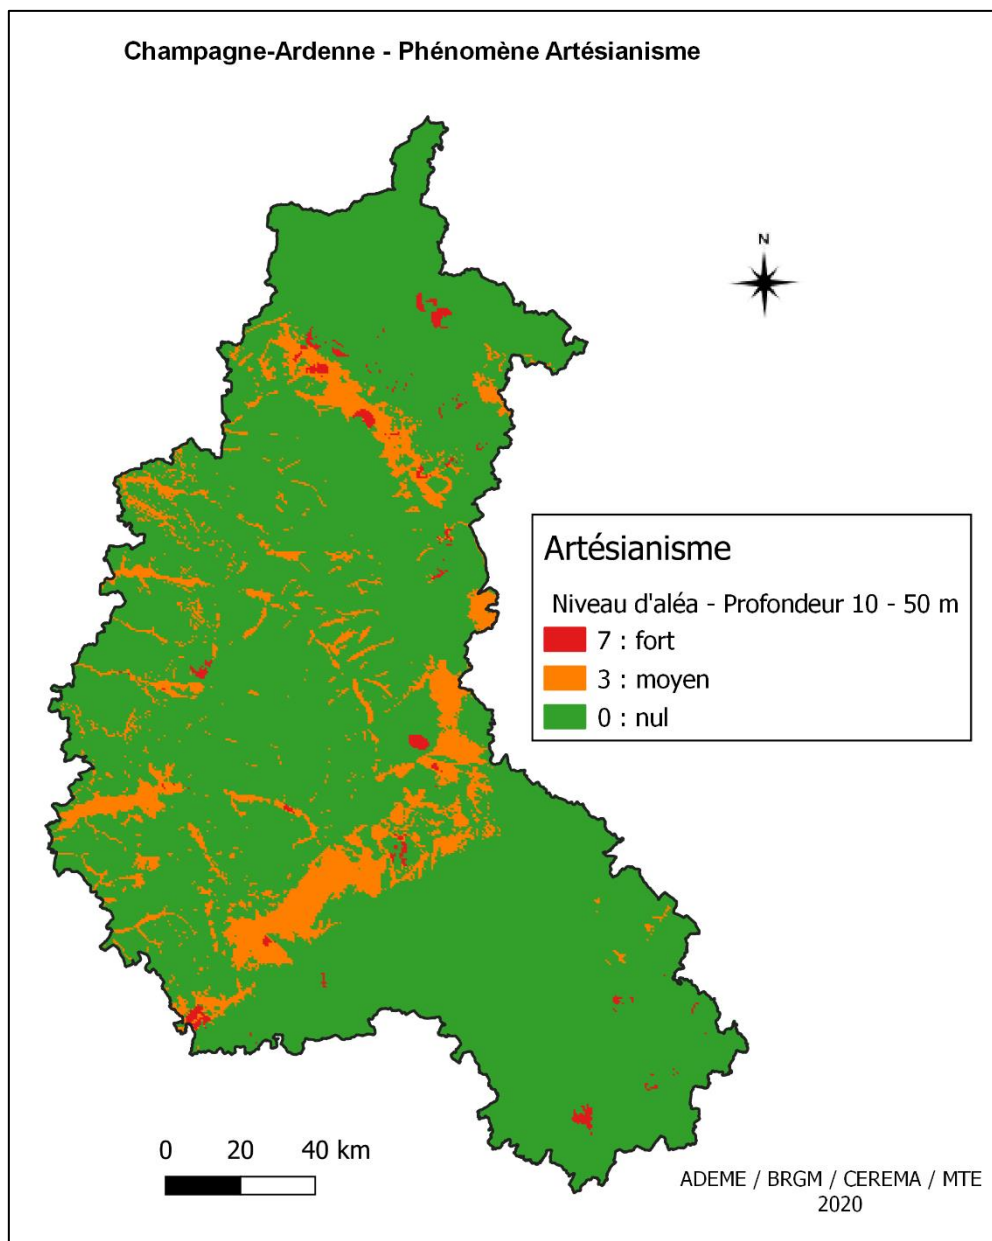 Champagne-Ardenne - Phénomène Artésianisme
N
Artésianisme
Niveau d'aléa - Profondeur 10 - 50 m
7 : fort
3 : moyen
0 : nul
0 20 40 km
ADEME / BRGM / CEREMA / MTE
2020